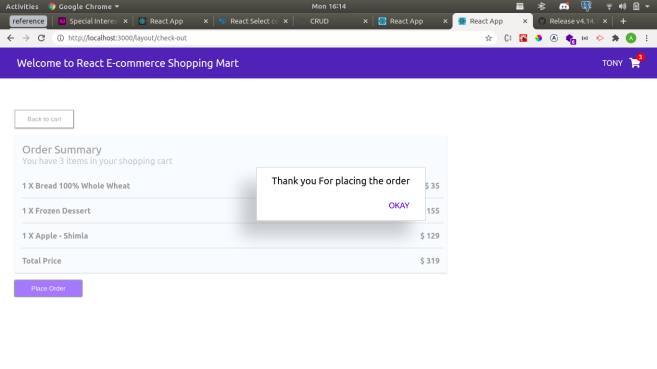 Activities Google Chrome Mon 16:14
reference Special Interes React App React Select co CRUD React App React App Release v4.14.
http://localhost:3000/layout/check-out
Welcome to React E-commerce Shopping Mart TONY 3
Back to cart
Order Summary
You have 3 items in your shopping cart
Thank you For placing the order
1 X Bread 100% Whole Wheat $ 35
OKAY
1 X Frozen Dessert 155
1 X Apple - Shimla $ 129
Total Price $ 319
Place Order